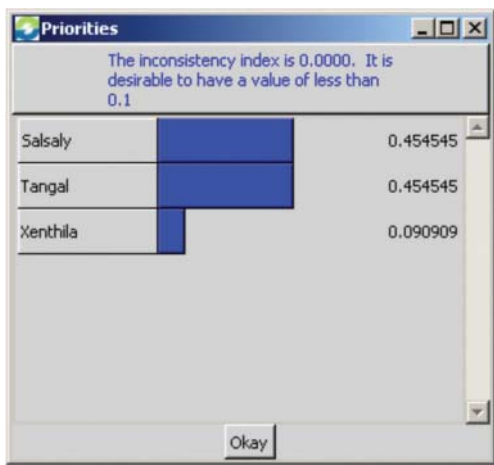 Priorities
The inconsistency index is 0.0000. It is
desirable to have a value of less than
0.1
Salsaly 0.454545
Tangal 0.454545
Xenthila 0.090909
Okay